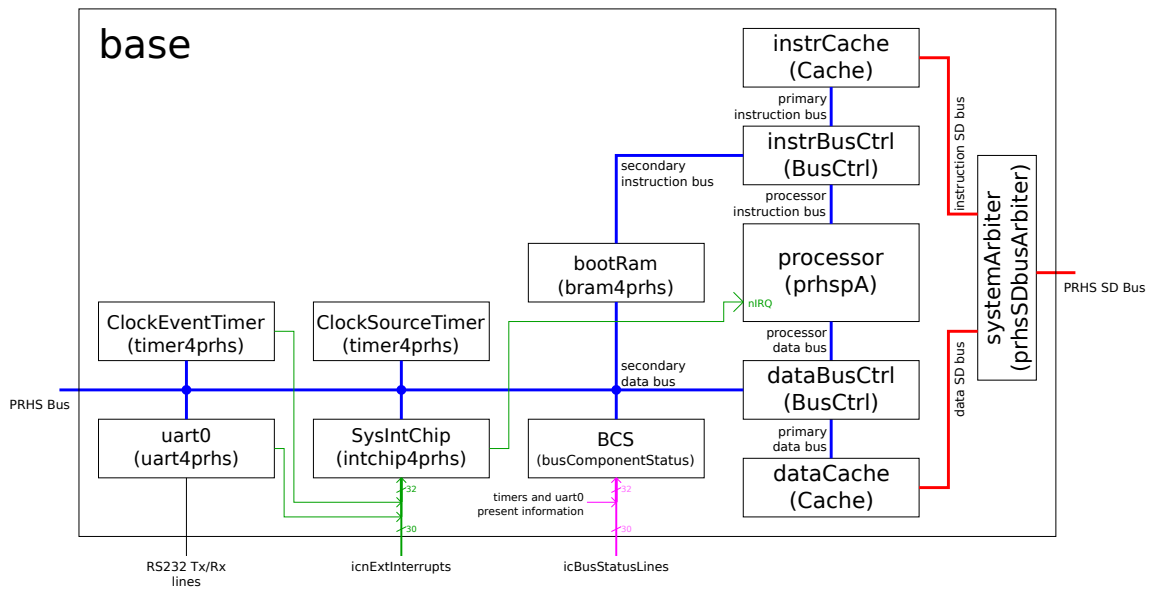 base
instrCache
(Cache)
primary
instruction bus
instrBusCtrl
(BusCtrl)
secondary
instruction bus
processor
instruction bus
instruction SD bus
systemArbiter
(prhsSDbusArbiter)
PRHS SD Bus
processor
(prhspA)
nIRQ
bootRam
(bram4prhs)
ClockEventTimer
(timer4prhs)
ClockSourceTimer
(timer4prhs)
processor
data bus
secondary
data bus
dataBusCtrl
(BusCtrl)
data SD bus
PRHS Bus
uart0
(uart4prhs)
SysIntChip
(intchip4prhs)
BCS
(busComponentStatus)
primary
data bus
dataCache
(Cache)
32
32
timers and uart0
present information
30
30
RS232 Tx/Rx
lines
icnExtInterrupts
icBusStatusLines